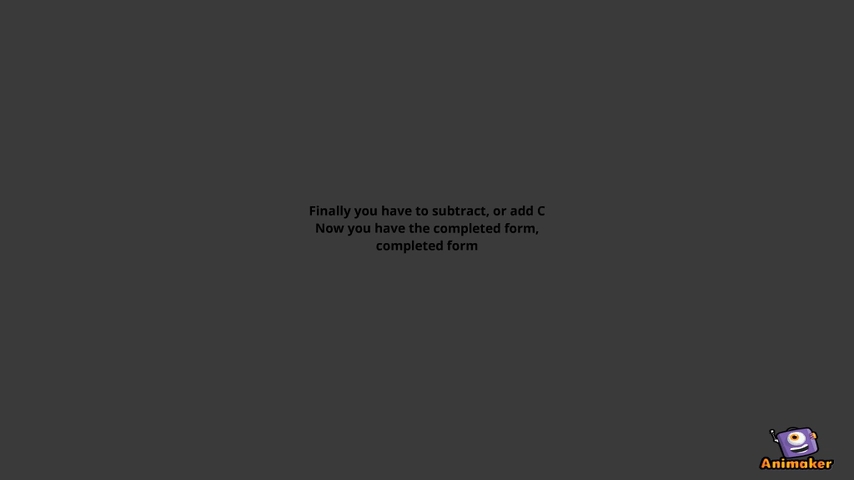 Finally you have to subtract, or add C
Now you have the completed form,
completed form
Animaker